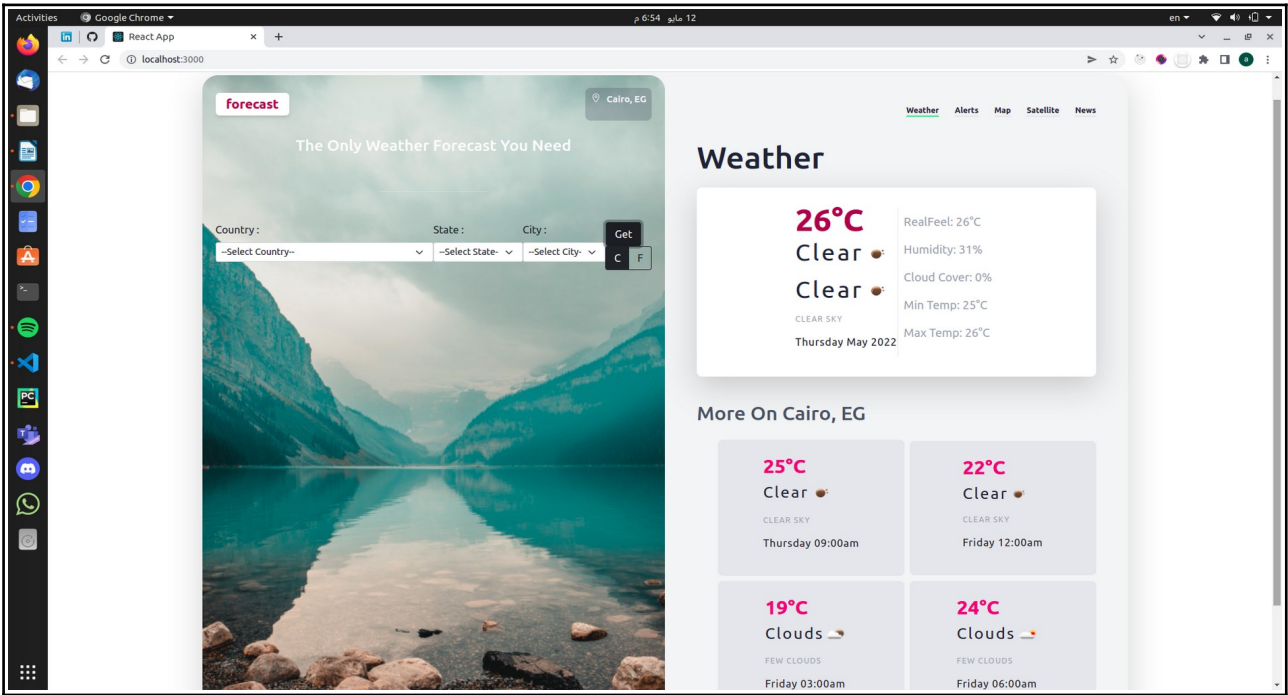 Activities Google Chrome
12 مايو 6:54 م
en
React App
localhost:3000
forecast
Cairo, EG
The Only Weather Forecast You Need
Country :
State :
City :
Get
--Select Country--
--Select State-
--Select City-
C F
Weather Alerts Map Satellite News
Weather
26°C
Clear
Clear
CLEAR SKY
Thursday May 2022
RealFeel: 26°C
Humidity: 31%
Cloud Cover: 0%
Min Temp: 25°C
Max Temp: 26°C
More On Cairo, EG
25°C
Clear
CLEAR SKY
Thursday 09:00am
22°C
Clear
CLEAR SKY
Friday 12:00am
19°C
Clouds
FEW CLOUDS
Friday 03:00am
24°C
Clouds
FEW CLOUDS
Friday 06:00am